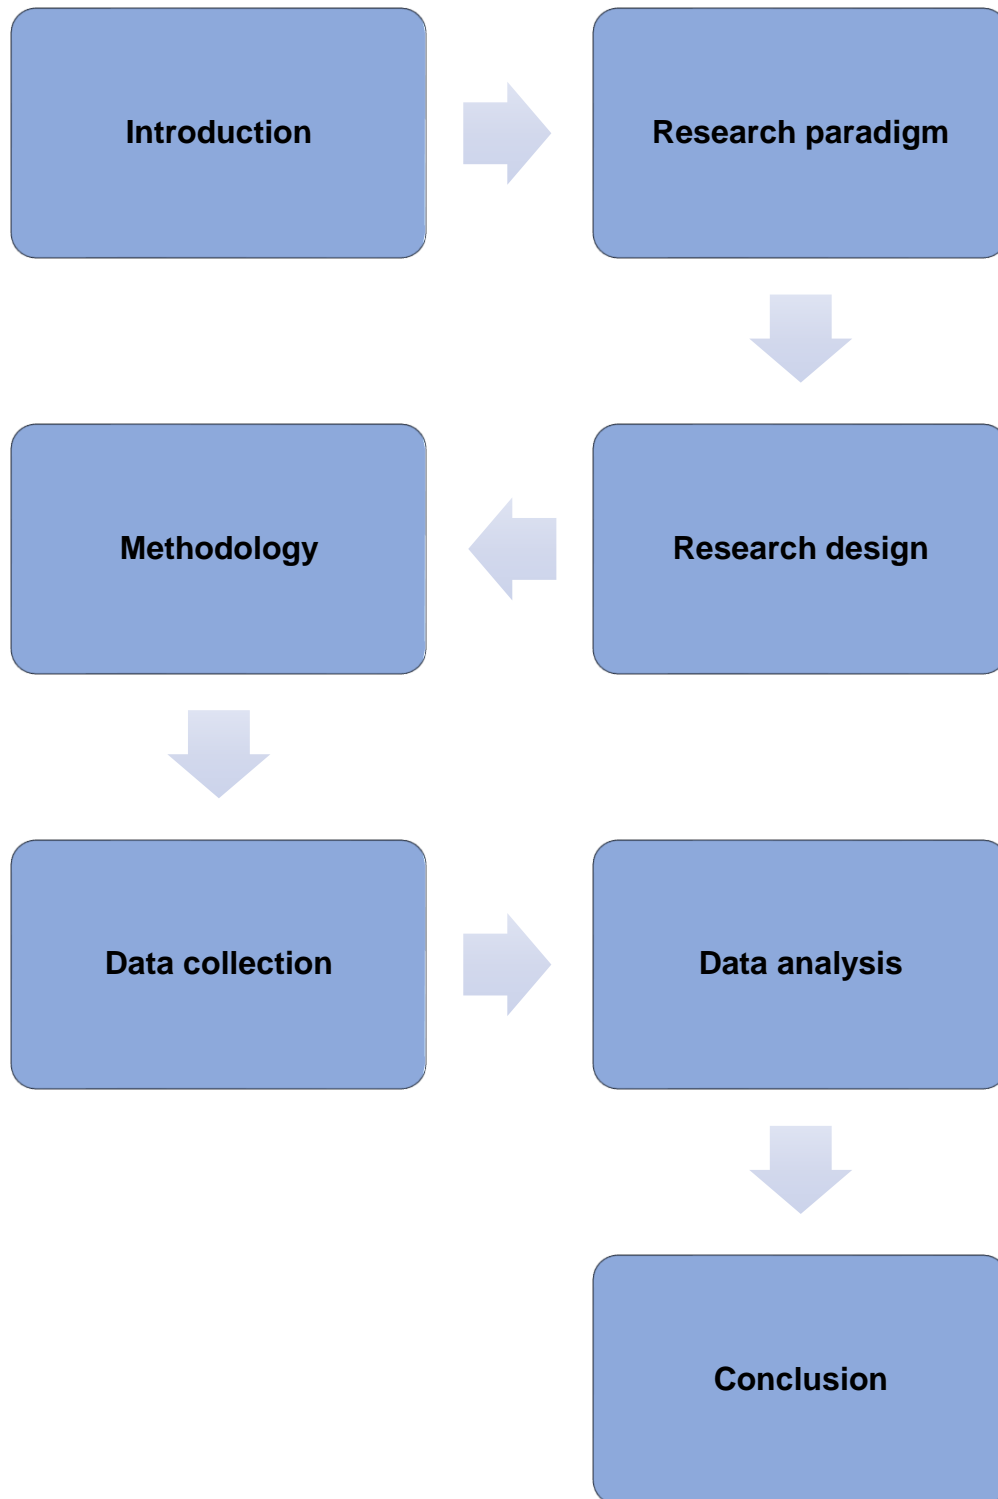 Introduction
Research paradigm
Research design
Methodology
Data collection
Data analysis
Conclusion